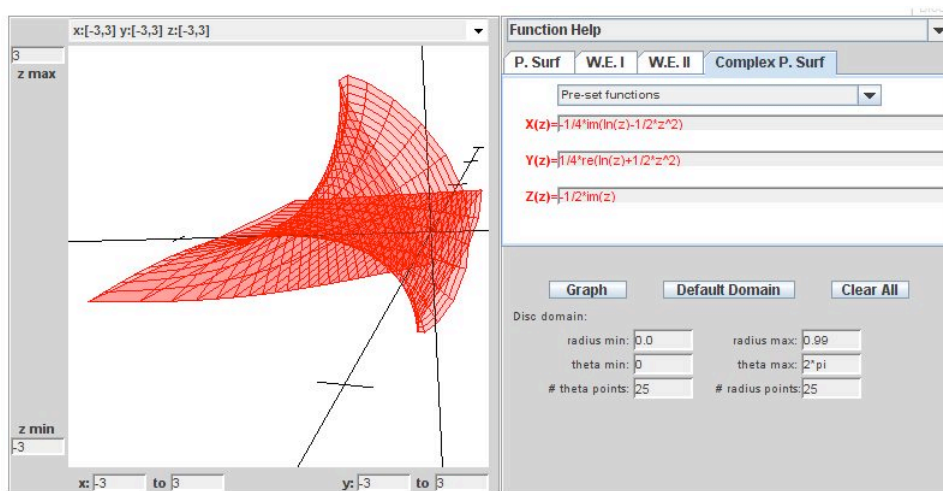 x:[-3,3] y:[-3,3] z:[-3,3]
3
z max
z min
-3
x: -3 to 3 y: -3 to 3
Function Help
P. Surf W.E. I W.E. II Complex P. Surf
Pre-set functions
X(z)=-1/4*im(ln(z)-1/2*z^2)
Y(z)=1/4*re(ln(z)+1/2*z^2)
Z(z)=-1/2*im(z)
Graph Default Domain Clear All
Disc domain:
radius min: 0.0 radius max: 0.99
theta min: 0 theta max: 2*pi
# theta points: 25 # radius points: 25